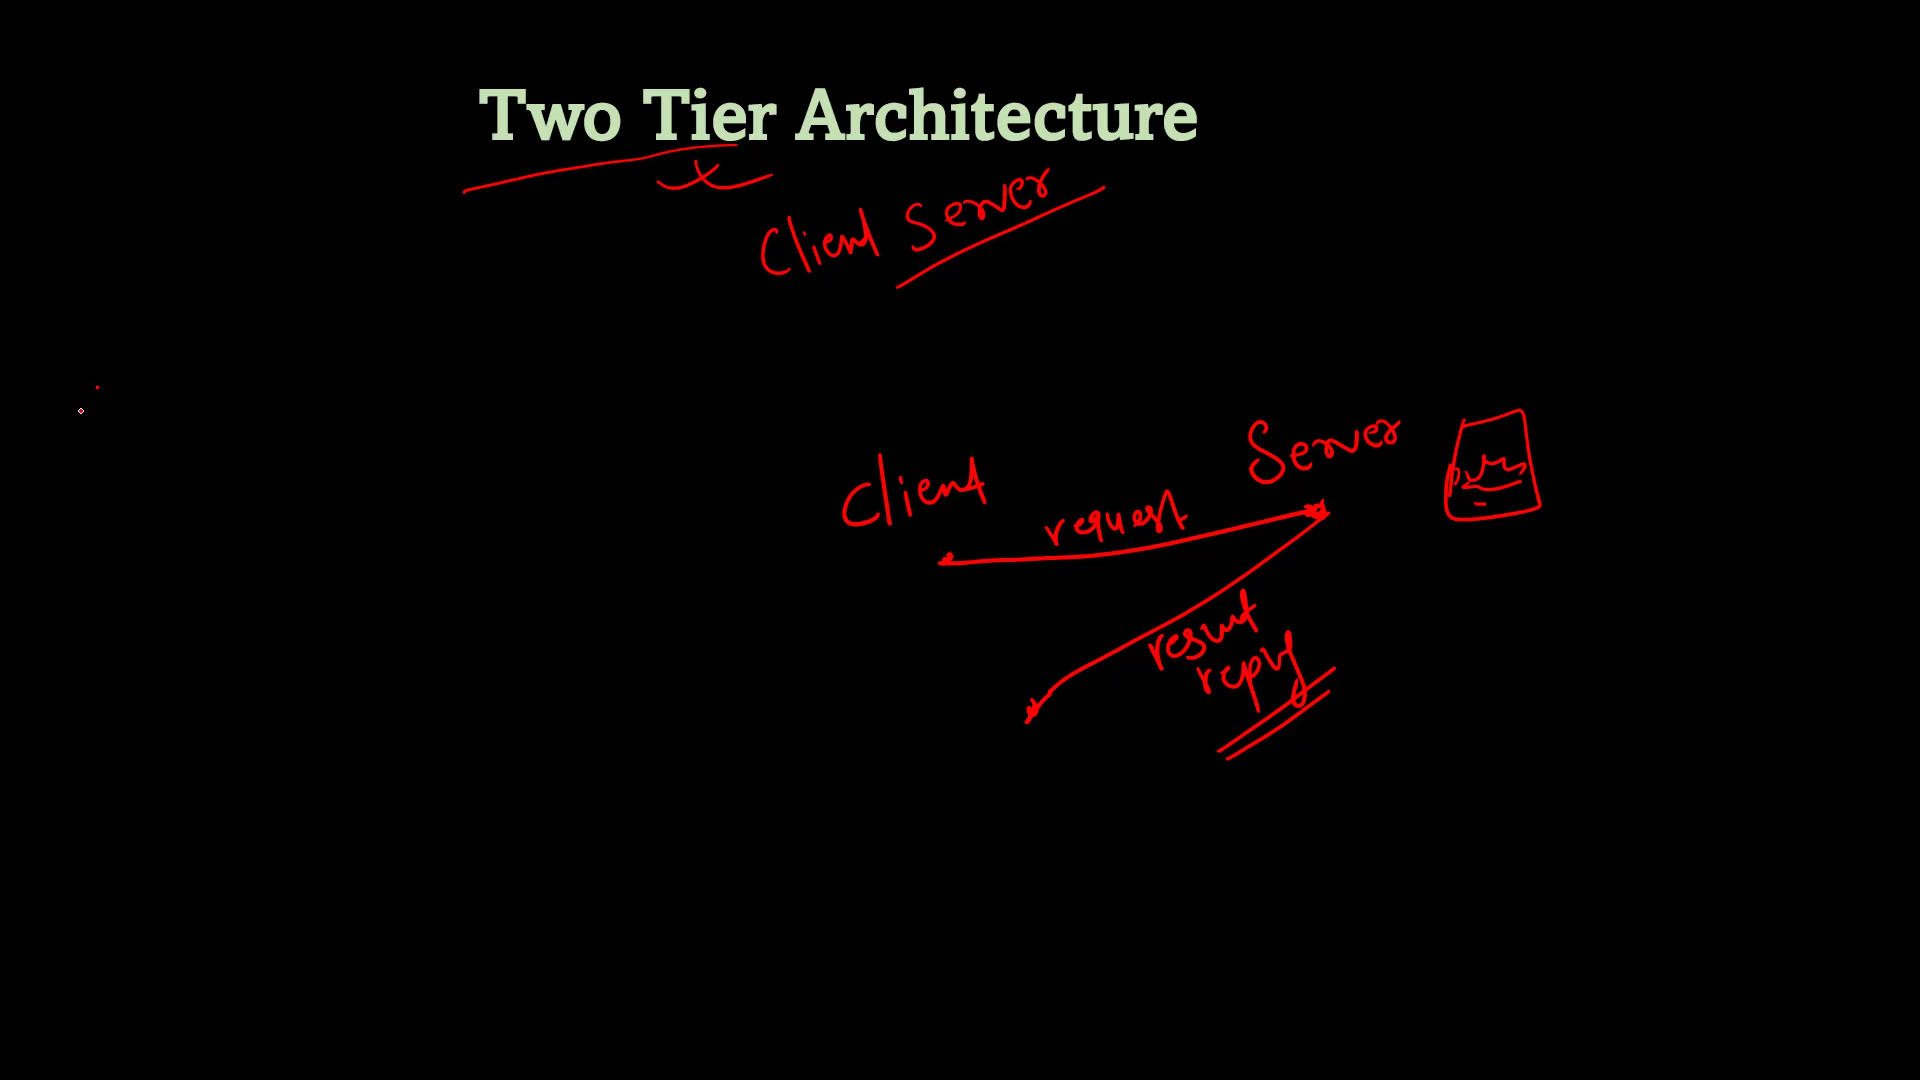 Two Tier Architecture
Client Server
Client
Server
request
result
reply